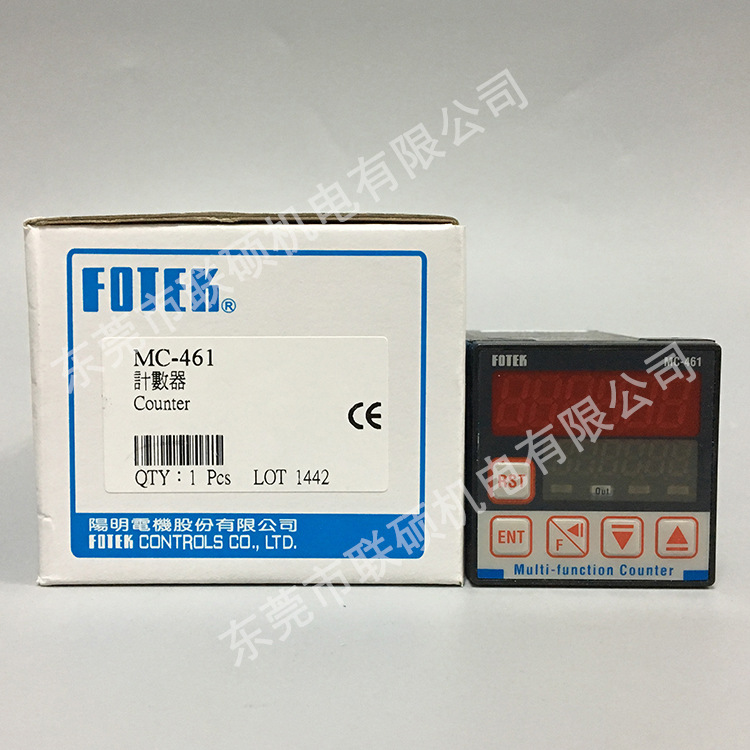 FOTEK®
MC-461
計數器
Counter
CE
QTY：1 Pcs LOT 1442
陽明電機股份有限公司
FOTEK CONTROLS CO., LTD.
FOTEK MC-461
RST
Out
ENT
F
Multi-function Counter
东莞市联硕机电有限公司
东莞市联硕机电有限公司